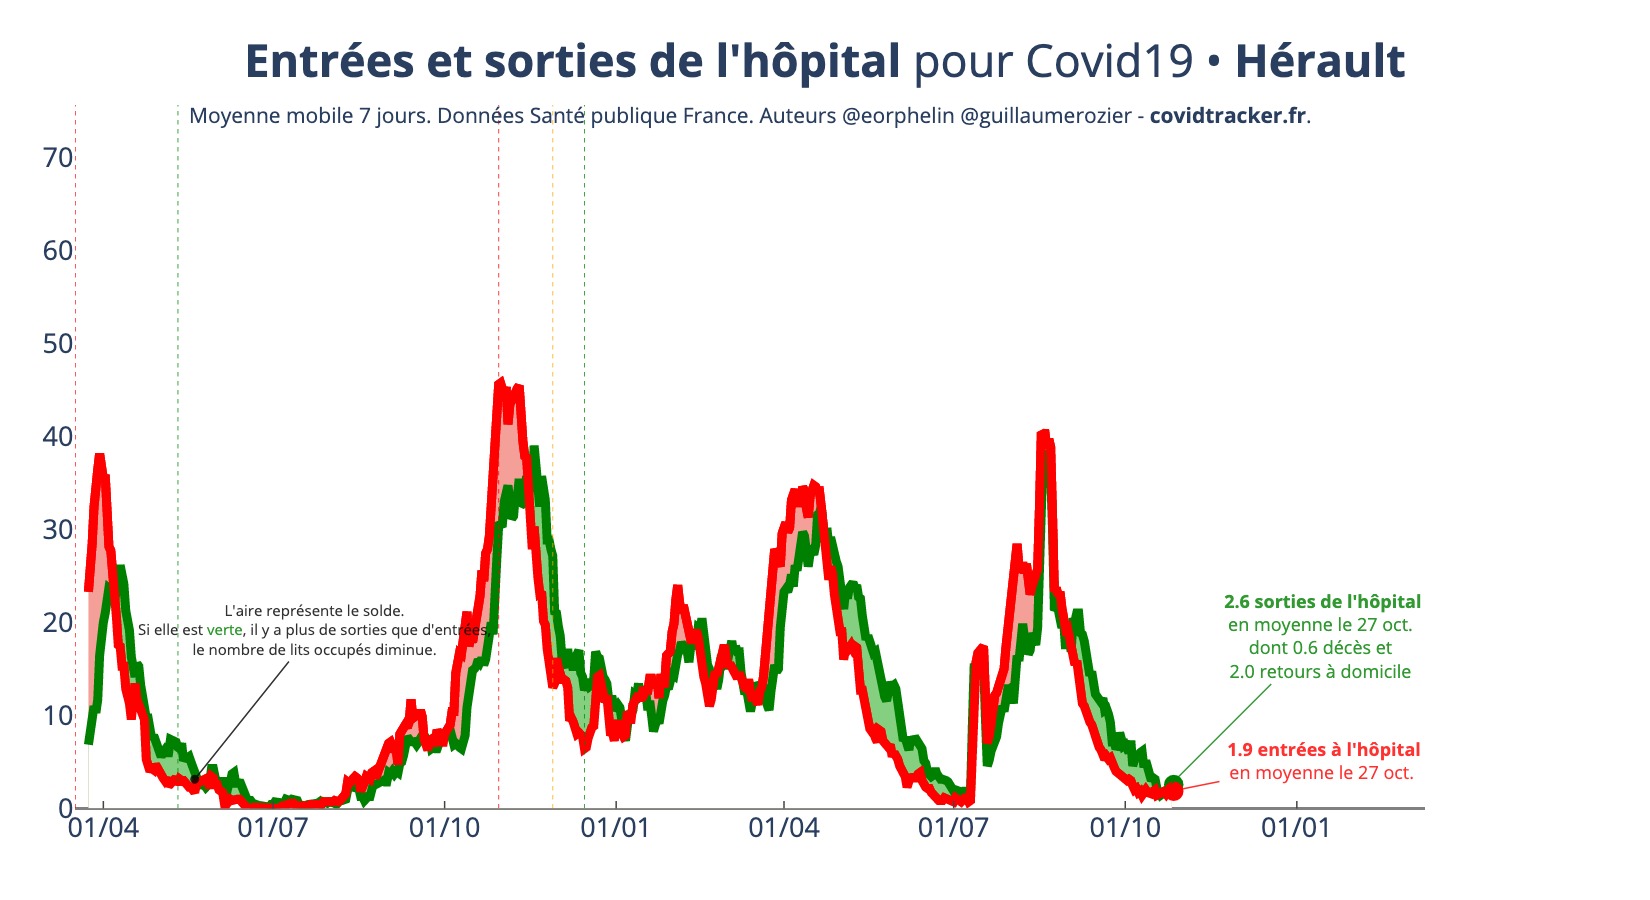 Entrées et sorties de l'hôpital pour Covid19 • Hérault
Moyenne mobile 7 jours. Données Santé publique France. Auteurs @eorphelin @guillaumerozier - covidtracker.fr.
70
60
50
40
30
20
10
0
L'aire représente le solde.
Si elle est verte, il y a plus de sorties que d'entrées,
le nombre de lits occupés diminue.
2.6 sorties de l'hôpital
en moyenne le 27 oct.
dont 0.6 décès et
2.0 retours à domicile
1.9 entrées à l'hôpital
en moyenne le 27 oct.
01/04 01/07 01/10 01/01 01/04 01/07 01/10 01/01